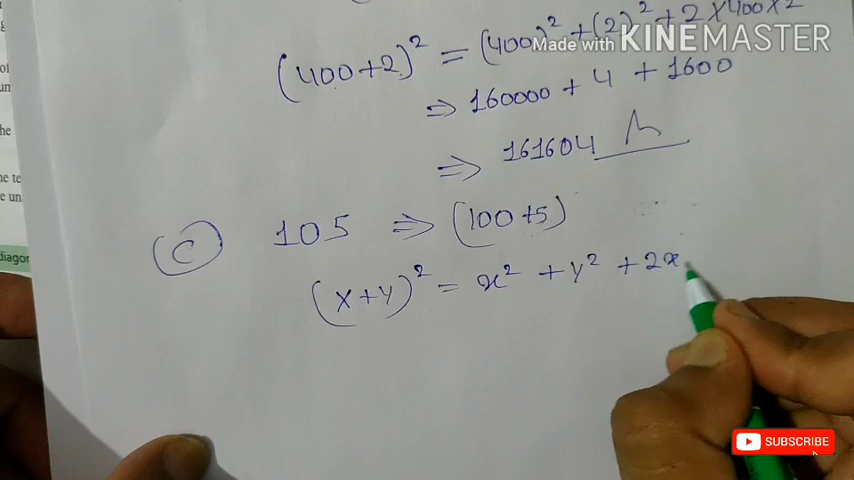 (400+2)² = (400)² + (2)² + 2×400×2
Made with KINEMASTER
⇒ 160000 + 4 + 1600
⇒ 161604
(C) 105 ⇒ (100+5)
(x+y)² = x² + y² + 2x
diagon
SUBSCRIBE